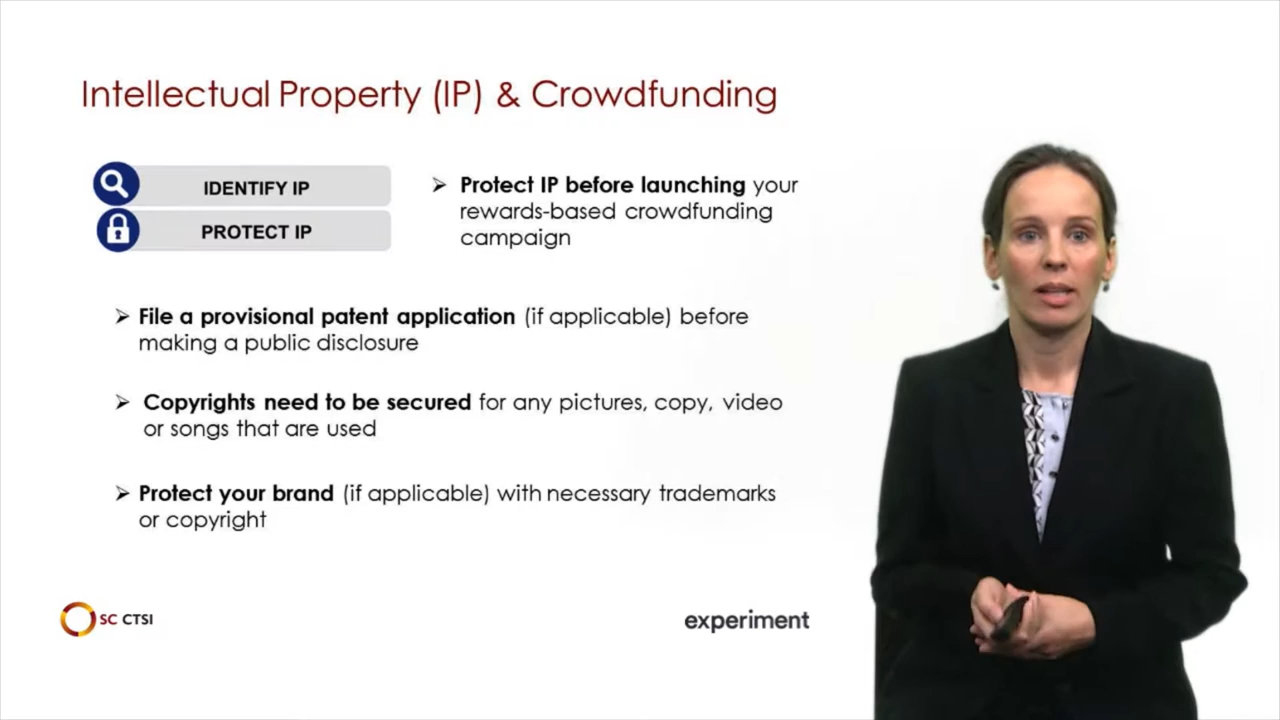 Intellectual Property (IP) & Crowdfunding
IDENTIFY IP
PROTECT IP
➢ Protect IP before launching your
rewards-based crowdfunding
campaign
➢ File a provisional patent application (if applicable) before
making a public disclosure
➢ Copyrights need to be secured for any pictures, copy, video
or songs that are used
➢ Protect your brand (if applicable) with necessary trademarks
or copyright
SC CTSI
experiment